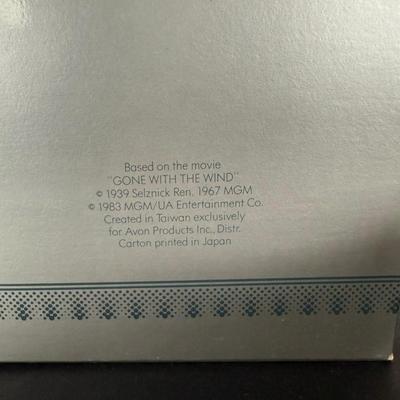 Based on the movie
"GONE WITH THE WIND"
© 1939 Selznick Ren. 1967 MGM
© 1983 MGM/UA Entertainment Co.
Created in Taiwan exclusively
for Avon Products Inc., Distr.
Carton printed in Japan